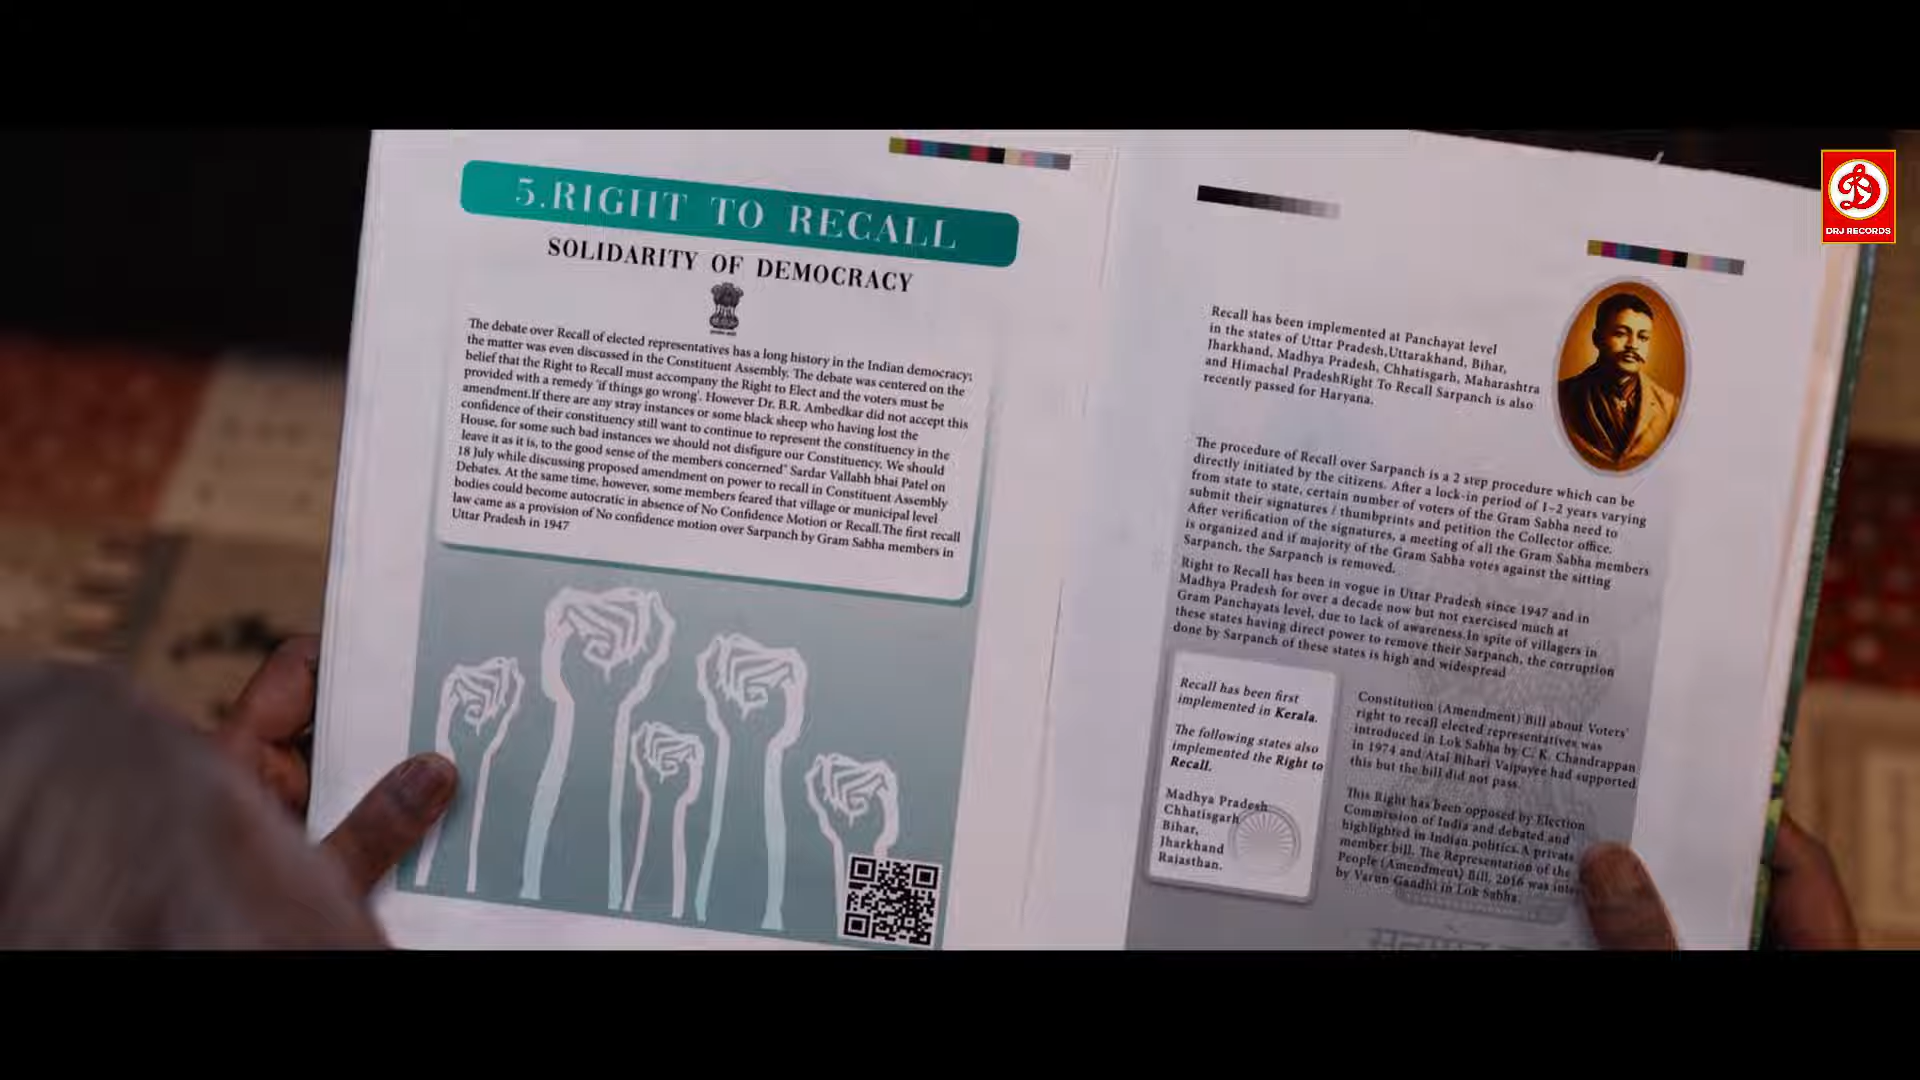 5.RIGHT TO RECALL
SOLIDARITY OF DEMOCRACY
The debate over Recall of elected representatives has a long history in the Indian democracy;
the matter was even discussed in the Constituent Assembly. The debate was centered on the
belief that the Right to Recall must accompany the Right to Elect and the voters must be
provided with a remedy 'if things go wrong'. However Dr. B.R. Ambedkar did not accept this
amendment.If there are any stray instances or some black sheep who having lost the
confidence of their constituency still want to continue to represent the constituency in the
House, for some such bad instances we should not disfigure our Constituency. We should
leave it as it is, to the good sense of the members concerned" Sardar Vallabh bhai Patel on
18 July while discussing proposed amendment on power to recall in Constituent Assembly
Debates. At the same time, however, some members feared that village or municipal level
bodies could become autocratic in absence of No Confidence Motion or Recall.The first recall
law came as a provision of No confidence motion over Sarpanch by Gram Sabha members in
Uttar Pradesh in 1947
Recall has been implemented at Panchayat level
in the states of Uttar Pradesh,Uttarakhand, Bihar,
Jharkhand, Madhya Pradesh, Chhatisgarh, Maharashtra
and Himachal PradeshRight To Recall Sarpanch is also
recently passed for Haryana.
The procedure of Recall over Sarpanch is a 2 step procedure which can be
directly initiated by the citizens. After a lock-in period of 1-2 years varying
from state to state, certain number of voters of the Gram Sabha need to
submit their signatures / thumbprints and petition the Collector office.
After verification of the signatures, a meeting of all the Gram Sabha members
is organized and if majority of the Gram Sabha votes against the sitting
Sarpanch, the Sarpanch is removed.
Right to Recall has been in vogue in Uttar Pradesh since 1947 and in
Madhya Pradesh for over a decade now but not exercised much at
Gram Panchayats level, due to lack of awareness.In spite of villagers in
these states having direct power to remove their Sarpanch, the corruption
done by Sarpanch of these states is high and widespread
Recall has been first
implemented in Kerala.
The following states also
implemented the Right to
Recall.
Madhya Pradesh
Chhatisgarh
Bihar,
Jharkhand
Rajasthan.
Constitution (Amendment) Bill about Voters'
right to recall elected representatives was
introduced in Lok Sabha by C. K. Chandrappan
in 1974 and Atal Bihari Vajpayee had supported
this but the bill did not pass.
This Right has been opposed by Election
Commission of India and debated and
highlighted in Indian politics.A private
member bill, The Representation of the
People (Amendment) Bill, 2016 was
by Varun Gandhi in Lok Sabha.
DRJ RECORDS